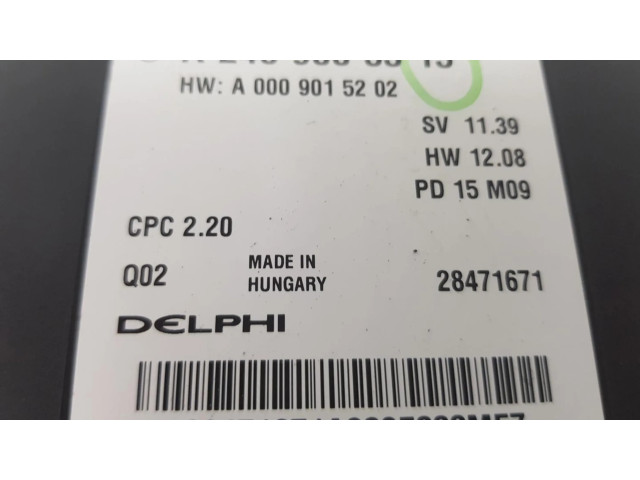 HW: A 000 901 52 02
SV 11.39
HW 12.08
PD 15 M09
CPC 2.20
Q02
MADE IN
HUNGARY
28471671
DELPHI